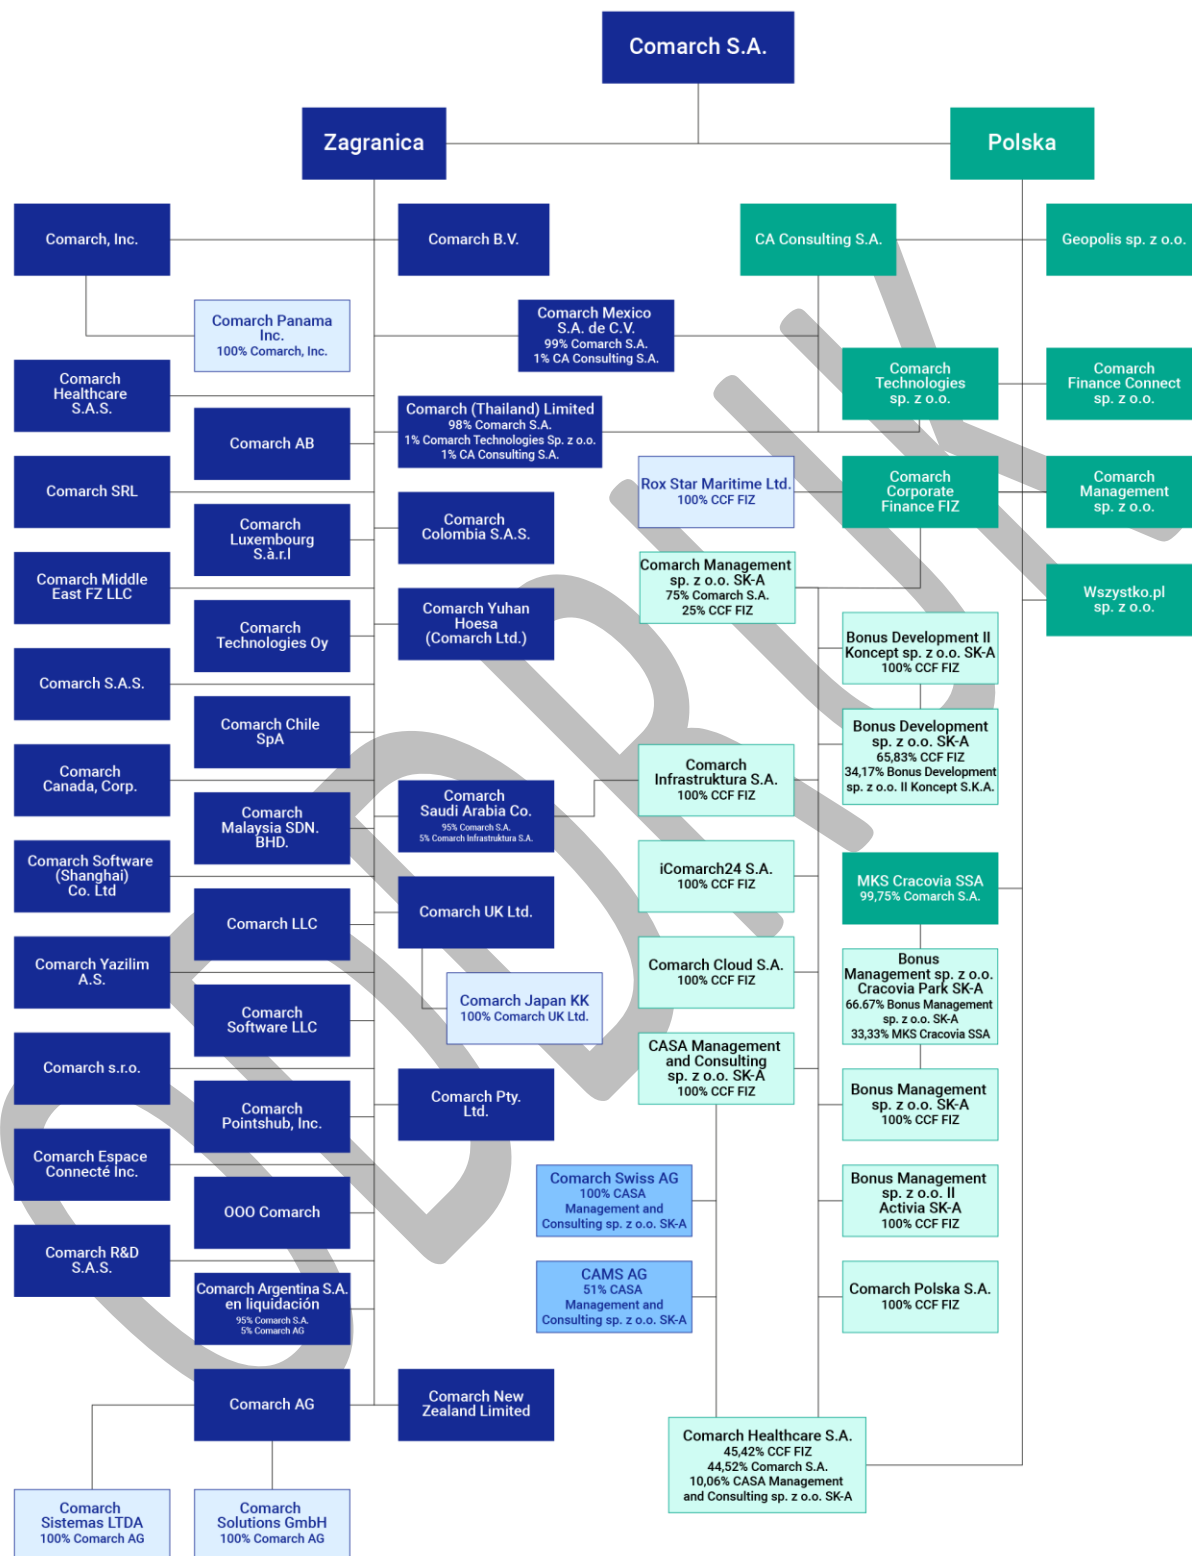 Comarch S.A.
Zagranica
Polska
Comarch, Inc.
Comarch B.V.
CA Consulting S.A.
Geopolis sp. z o.o.
Comarch Panama
Inc.
100% Comarch, Inc.
Comarch Mexico
S.A. de C.V.
99% Comarch S.A.
1% CA Consulting S.A.
Comarch
Healthcare
S.A.S.
Comarch
Technologies
sp. z o.o.
Comarch
Finance Connect
sp. z o.o.
Comarch AB
Comarch (Thailand) Limited
98% Comarch S.A.
1% Comarch Technologies Sp. z o.o.
1% CA Consulting S.A.
Comarch SRL
Rox Star Maritime Ltd.
100% CCF FIZ
Comarch
Corporate
Finance FIZ
Comarch
Management
sp. z o.o.
Comarch
Luxembourg
S.à.r.l
Comarch
Colombia S.A.S.
Comarch Middle
East FZ LLC
Comarch Management
sp. z o.o. SK-A
75% Comarch S.A.
25% CCF FIZ
Wszystko.pl
sp. z o.o.
Comarch
Technologies Oy
Comarch Yuhan
Hoesa
(Comarch Ltd.)
Bonus Development II
Koncept sp. z o.o. SK-A
100% CCF FIZ
Comarch S.A.S.
Comarch Chile
SpA
Bonus Development
sp. z o.o. SK-A
65,83% CCF FIZ
34,17% Bonus Development
sp. z o.o. II Koncept S.K.A.
Comarch
Canada, Corp.
Comarch
Infrastruktura S.A.
100% CCF FIZ
Comarch
Malaysia SDN.
BHD.
Comarch
Saudi Arabia Co.
95% Comarch S.A.
5% Comarch Infrastruktura S.A.
Comarch Software
(Shanghai)
Co. Ltd
iComarch24 S.A.
100% CCF FIZ
MKS Cracovia SSA
99,75% Comarch S.A.
Comarch LLC
Comarch UK Ltd.
Comarch Yazilim
A.S.
Comarch Cloud S.A.
100% CCF FIZ
Bonus
Management sp. z o.o.
Cracovia Park SK-A
66.67% Bonus Management
sp. z o.o. SK-A
33,33% MKS Cracovia SSA
Comarch
Software LLC
Comarch Japan KK
100% Comarch UK Ltd.
Comarch s.r.o.
CASA Management
and Consulting
sp. z o.o. SK-A
100% CCF FIZ
Comarch
Pointshub, Inc.
Comarch Pty.
Ltd.
Bonus Management
sp. z o.o. SK-A
100% CCF FIZ
Comarch Espace
Connecté Inc.
OOO Comarch
Comarch Swiss AG
100% CASA
Management and
Consulting sp. z o.o. SK-A
Bonus Management
sp. z o.o. II
Activia SK-A
100% CCF FIZ
Comarch R&D
S.A.S.
Comarch Argentina S.A.
en liquidación
95% Comarch S.A.
5% Comarch AG
CAMS AG
51% CASA
Management and
Consulting sp. z o.o. SK-A
Comarch Polska S.A.
100% CCF FIZ
Comarch AG
Comarch New
Zealand Limited
Comarch Healthcare S.A.
45,42% CCF FIZ
44,52% Comarch S.A.
10,06% CASA Management
and Consulting sp. z o.o. SK-A
Comarch
Sistemas LTDA
100% Comarch AG
Comarch
Solutions GmbH
100% Comarch AG